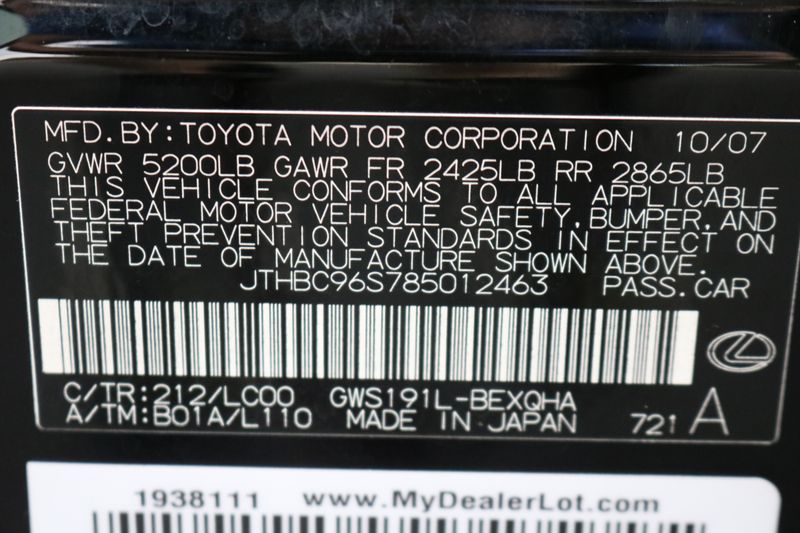 MFD.BY:TOYOTA MOTOR CORPORATION 10/07
GVWR 5200LB GAWR FR 2425LB RR 2865LB
THIS VEHICLE CONFORMS TO ALL APPLICABLE
FEDERAL MOTOR VEHICLE SAFETY,BUMPER,AND
THEFT PREVENTION STANDARDS IN EFFECT ON
THE DATE OF MANUFACTURE SHOWN ABOVE.
JTHBC96S785012463 PASS.CAR
C/TR:212/LC00 GWS191L-BEXQHA
A/TM:B01A/L110 MADE IN JAPAN 721 A
1938111 www.MyDealerLot.com